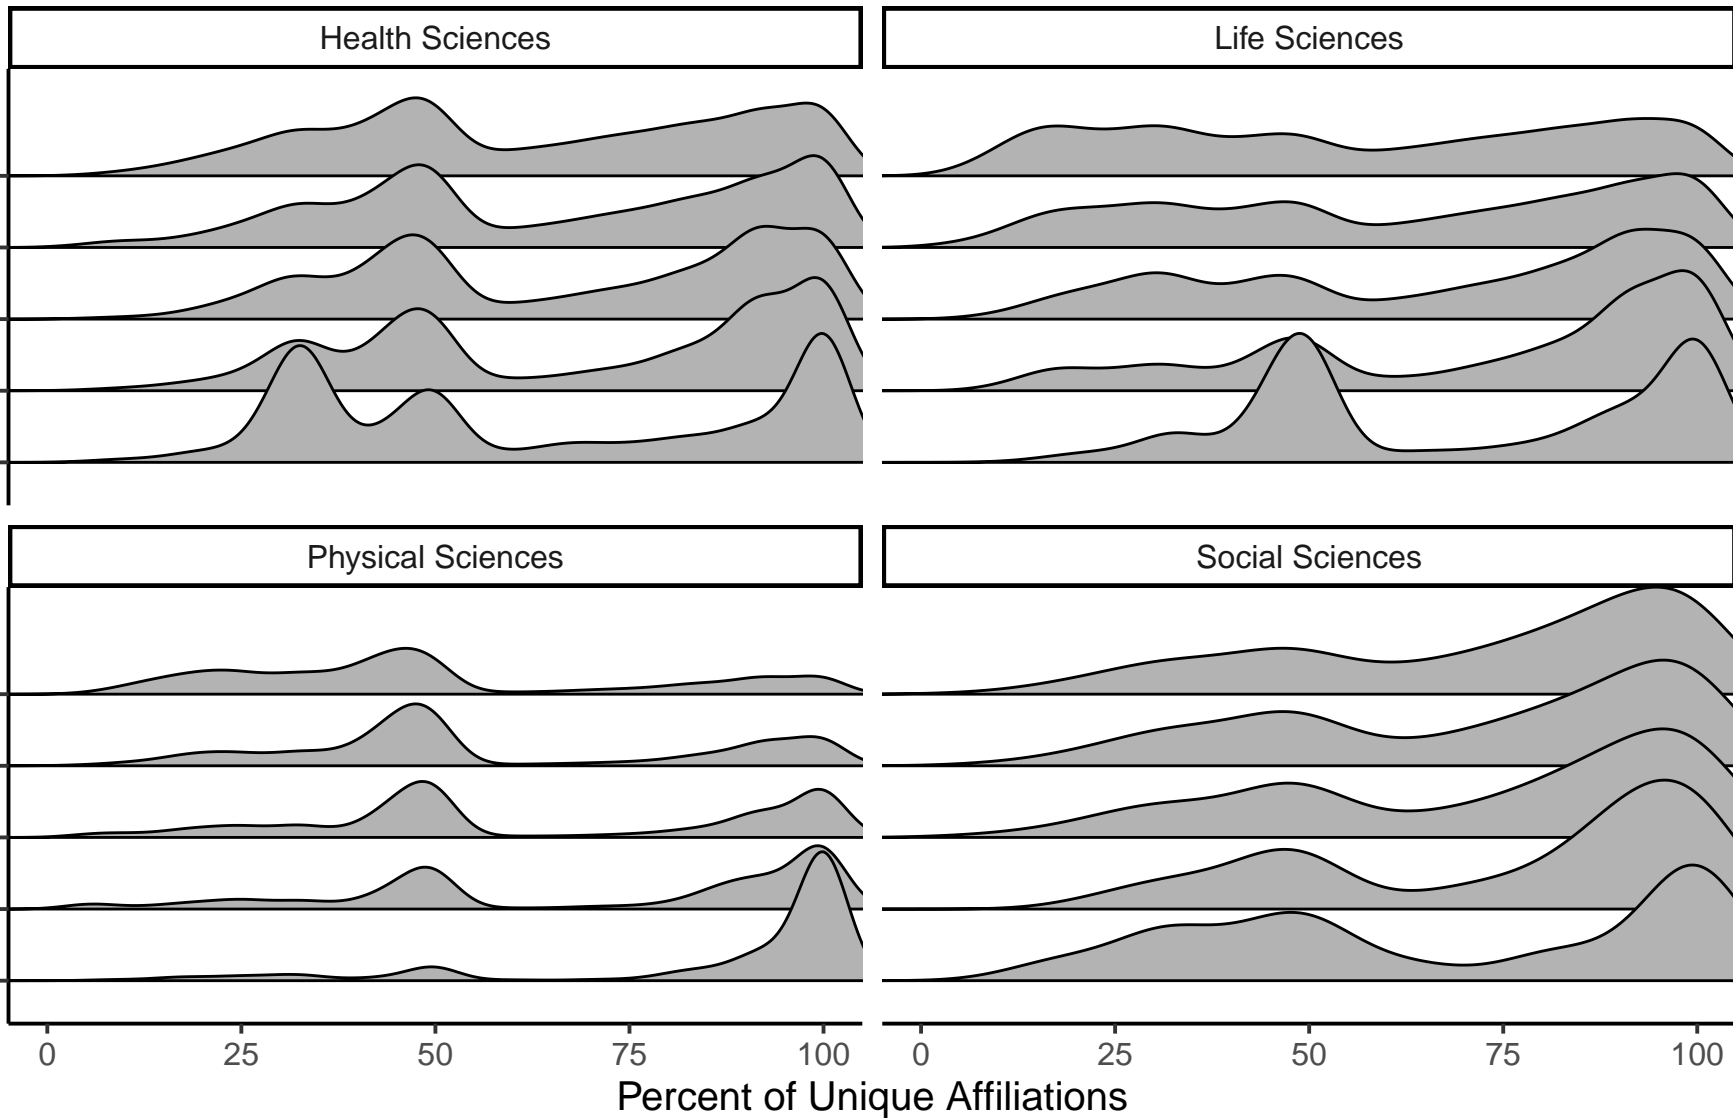 Health Sciences
Life Sciences
Physical Sciences
Social Sciences
0 25 50 75 100 0 25 50 75 100
Percent of Unique Affiliations